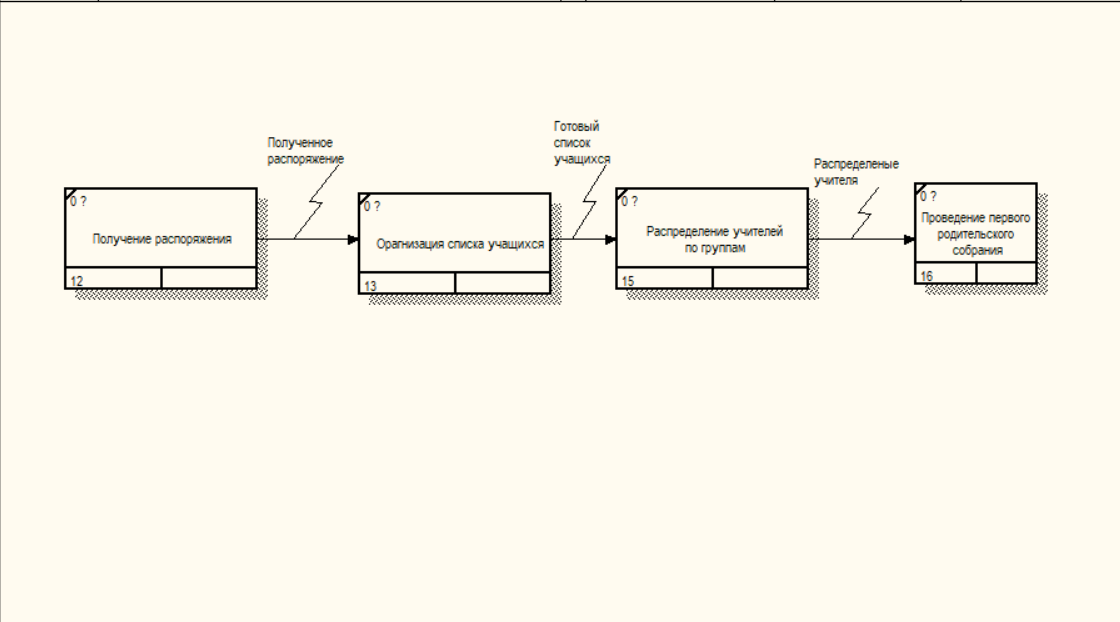 Полученное
распоряжение
Готовый
список
учащихся
Распределеные
учителя
0 ?
Получение распоряжения
12
0 ?
Орагнизация списка учащихся
13
0 ?
Распределение учителей
по группам
15
0 ?
Проведение первого
родительского
собрания
16